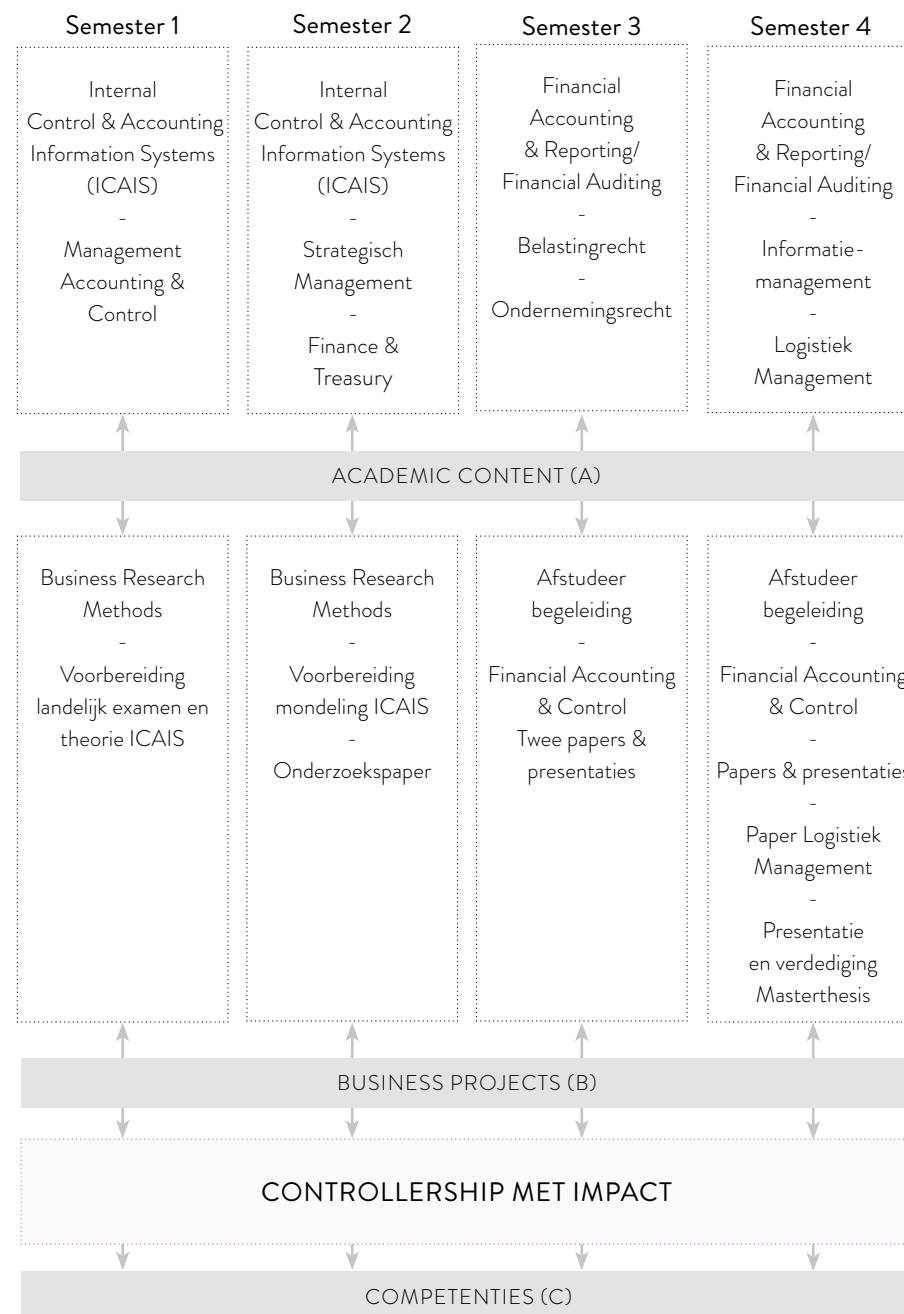 Semester 1
Semester 2
Semester 3
Semester 4
Internal
Control & Accounting
Information Systems
(ICAIS)
-
Management
Accounting &
Control
Internal
Control & Accounting
Information Systems
(ICAIS)
-
Strategisch
Management
-
Finance &
Treasury
Financial
Accounting
& Reporting/
Financial Auditing
-
Belastingrecht
-
Ondernemingsrecht
Financial
Accounting
& Reporting/
Financial Auditing
-
Informatie-
management
-
Logistiek
Management
ACADEMIC CONTENT (A)
Business Research
Methods
-
Voorbereiding
landelijk examen en
theorie ICAIS
Business Research
Methods
-
Voorbereiding
mondeling ICAIS
-
Onderzoekspaper
Afstudeer
begeleiding
-
Financial Accounting
& Control
Twee papers &
presentaties
Afstudeer
begeleiding
-
Financial Accounting
& Control
-
Papers & presentaties
-
Paper Logistiek
Management
-
Presentatie
en verdediging
Masterthesis
BUSINESS PROJECTS (B)
CONTROLLERSHIP MET IMPACT
COMPETENTIES (C)